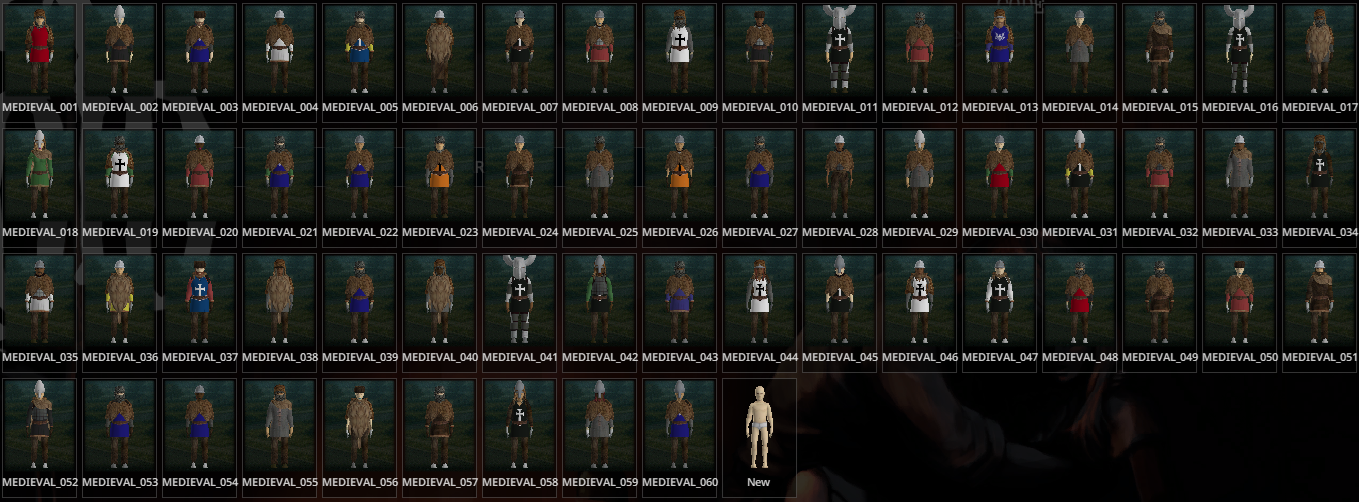 MEDIEVAL_001 MEDIEVAL_002 MEDIEVAL_003 MEDIEVAL_004 MEDIEVAL_005 MEDIEVAL_006 MEDIEVAL_007 MEDIEVAL_008 MEDIEVAL_009 MEDIEVAL_010 MEDIEVAL_011 MEDIEVAL_012 MEDIEVAL_013 MEDIEVAL_014 MEDIEVAL_015 MEDIEVAL_016 MEDIEVAL_017
MEDIEVAL_018 MEDIEVAL_019 MEDIEVAL_020 MEDIEVAL_021 MEDIEVAL_022 MEDIEVAL_023 MEDIEVAL_024 MEDIEVAL_025 MEDIEVAL_026 MEDIEVAL_027 MEDIEVAL_028 MEDIEVAL_029 MEDIEVAL_030 MEDIEVAL_031 MEDIEVAL_032 MEDIEVAL_033 MEDIEVAL_034
MEDIEVAL_035 MEDIEVAL_036 MEDIEVAL_037 MEDIEVAL_038 MEDIEVAL_039 MEDIEVAL_040 MEDIEVAL_041 MEDIEVAL_042 MEDIEVAL_043 MEDIEVAL_044 MEDIEVAL_045 MEDIEVAL_046 MEDIEVAL_047 MEDIEVAL_048 MEDIEVAL_049 MEDIEVAL_050 MEDIEVAL_051
MEDIEVAL_052 MEDIEVAL_053 MEDIEVAL_054 MEDIEVAL_055 MEDIEVAL_056 MEDIEVAL_057 MEDIEVAL_058 MEDIEVAL_059 MEDIEVAL_060 New